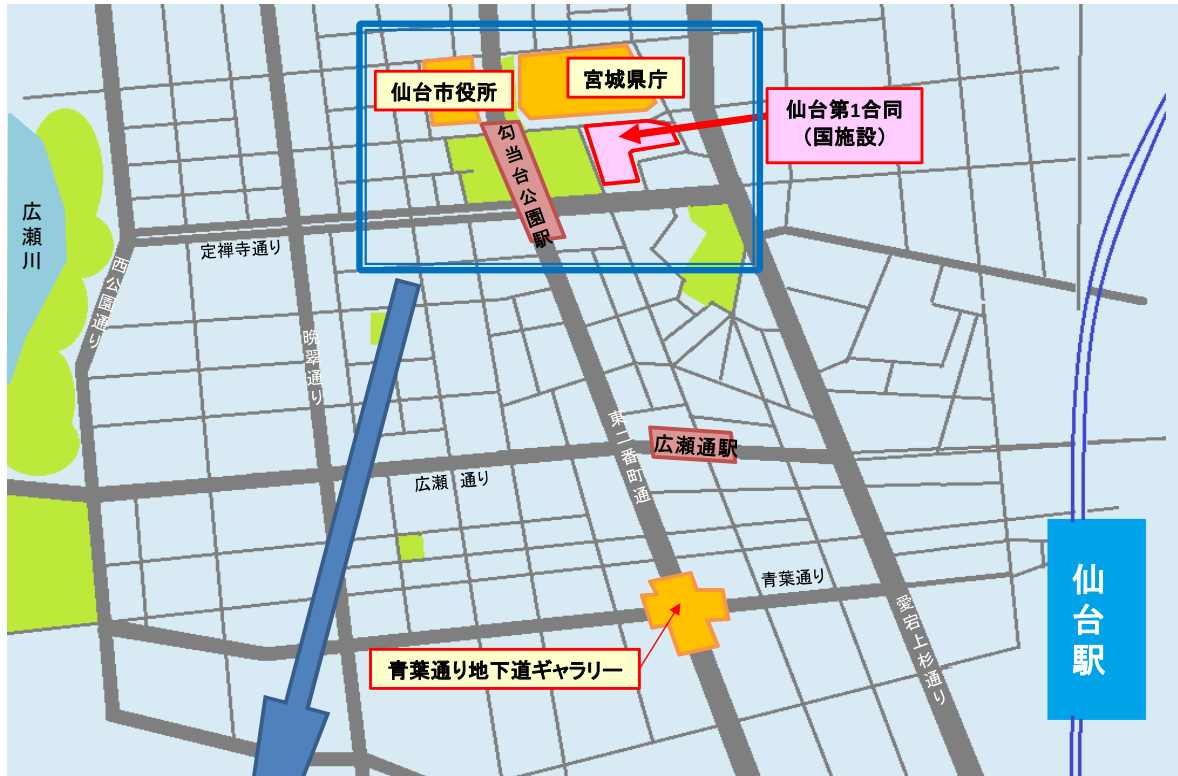 仙台市役所
宮城県庁
仙台第1合同
（国施設）
勾当台公園駅
広瀬川
定禅寺通り
西公園通り
晩翠通り
東二番町通
広瀬通駅
広瀬 通り
青葉通り
仙台駅
愛宕上杉通り
青葉通り地下道ギャラリー